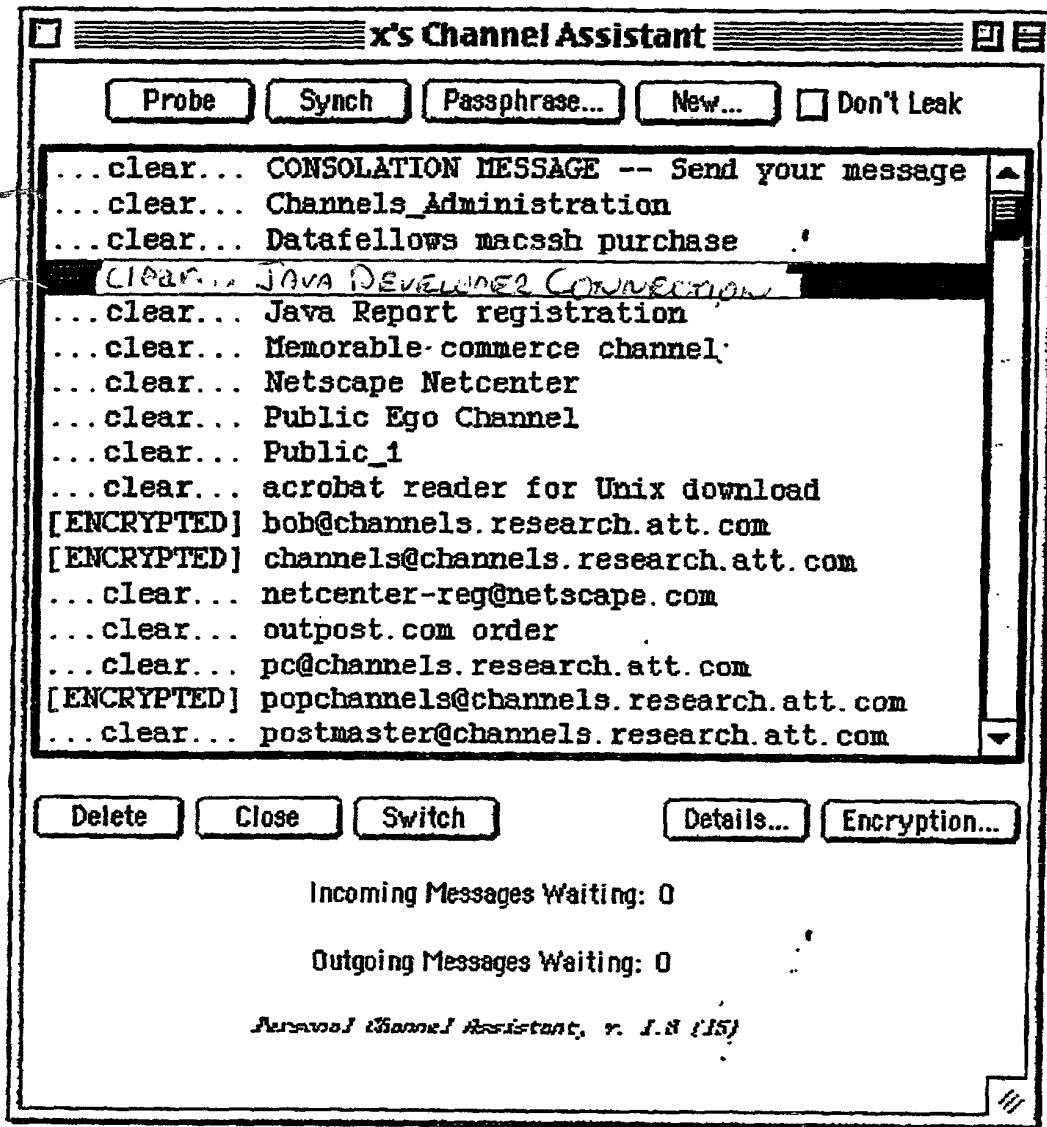 x's Channel Assistant
Probe Synch Passphrase... New... Don't Leak
...clear... CONSOLATION MESSAGE -- Send your message
...clear... Channels_Administration
...clear... Datafellows macssh purchase
clear... JAVA DEVELOPER CONNECTION
...clear... Java Report registration
...clear... Memorable commerce channel
...clear... Netscape Netcenter
...clear... Public Ego Channel
...clear... Public_1
...clear... acrobat reader for Unix download
[ENCRYPTED] bob@channels.research.att.com
[ENCRYPTED] channels@channels.research.att.com
...clear... netcenter-reg@netscape.com
...clear... outpost.com order
...clear... pc@channels.research.att.com
[ENCRYPTED] popchannels@channels.research.att.com
...clear... postmaster@channels.research.att.com
Delete Close Switch Details... Encryption...
Incoming Messages Waiting: 0
Outgoing Messages Waiting: 0
Personal Channel Assistant, v. 1.8 (15)